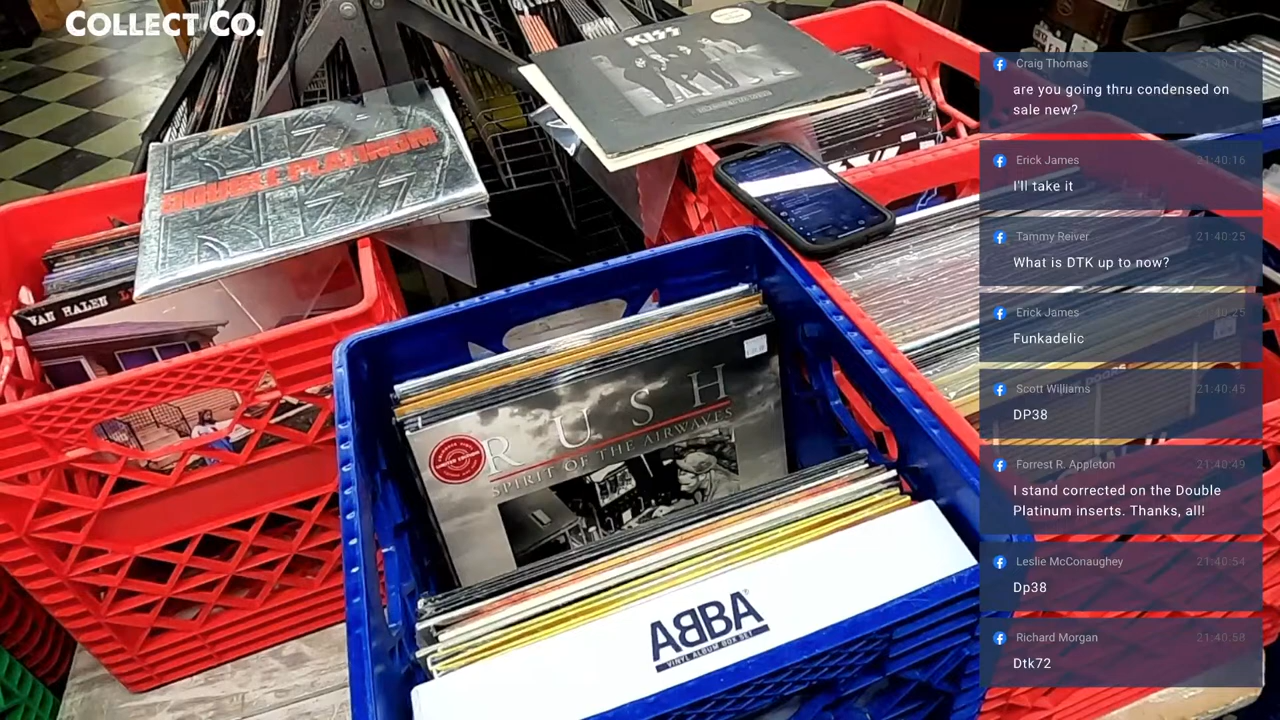 COLLECT CO.
KISS
KISS
DOUBLE PLATINUM
VAN HALEN
RUSH
SPIRIT OF THE AIRWAVES
LIMITED EDITION
ABBA
VINYL ALBUM BOX SET
Craig Thomas 21:40:16
are you going thru condensed on
sale new?
Erick James 21:40:16
I'll take it
Tammy Reiver 21:40:25
What is DTK up to now?
Erick James 21:40:25
Funkadelic
Scott Williams 21:40:45
DP38
Forrest R. Appleton 21:40:49
I stand corrected on the Double
Platinum inserts. Thanks, all!
Leslie McConaughey 21:40:54
Dp38
Richard Morgan 21:40:58
Dtk72